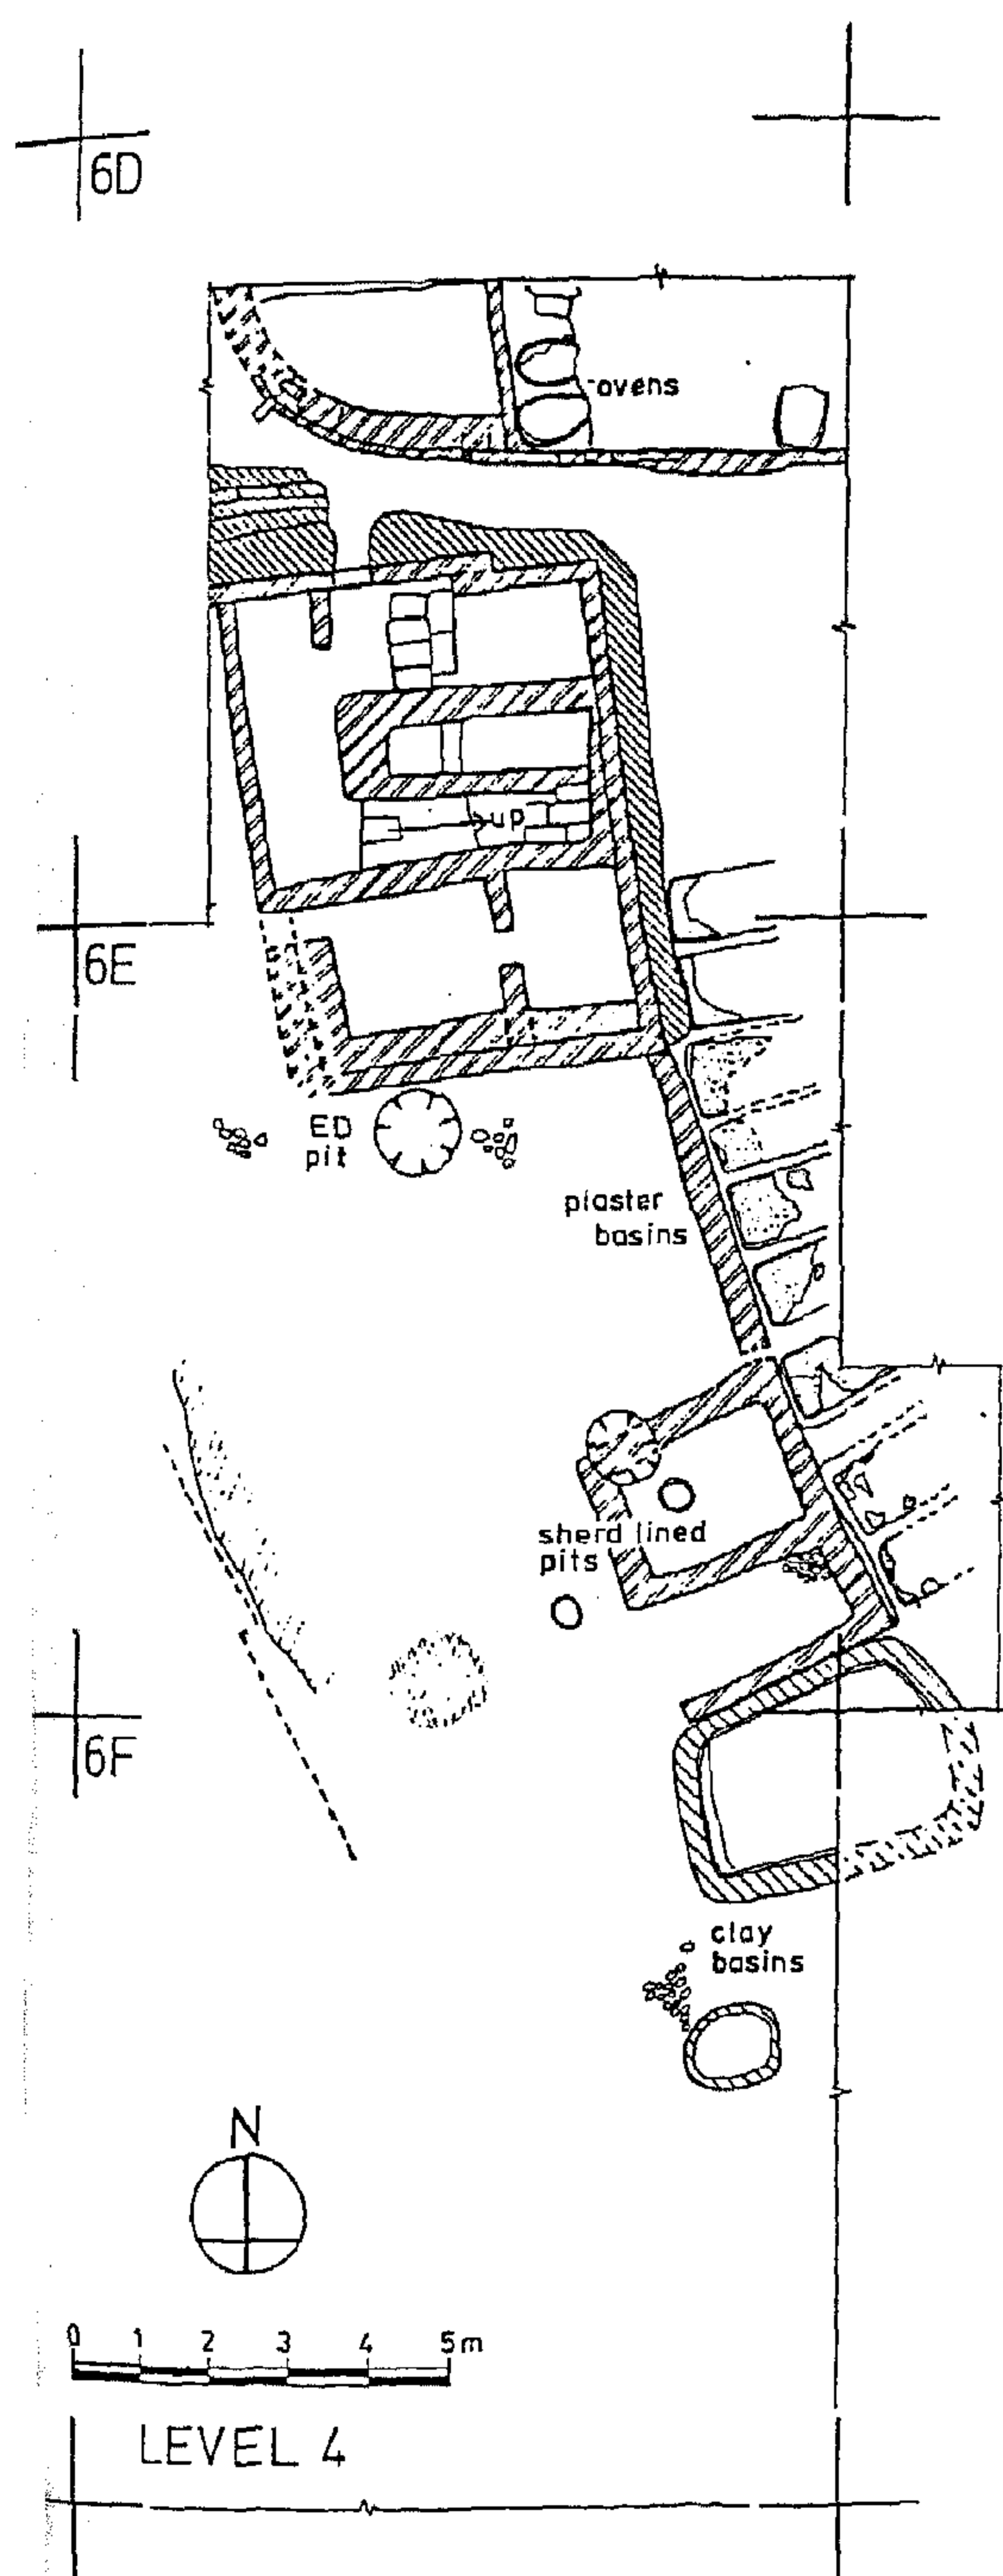 6D
ovens
up
6E
ED
pit
plaster
basins
sherd lined
pits
6F
clay
basins
N
0 1 2 3 4 5m
LEVEL 4